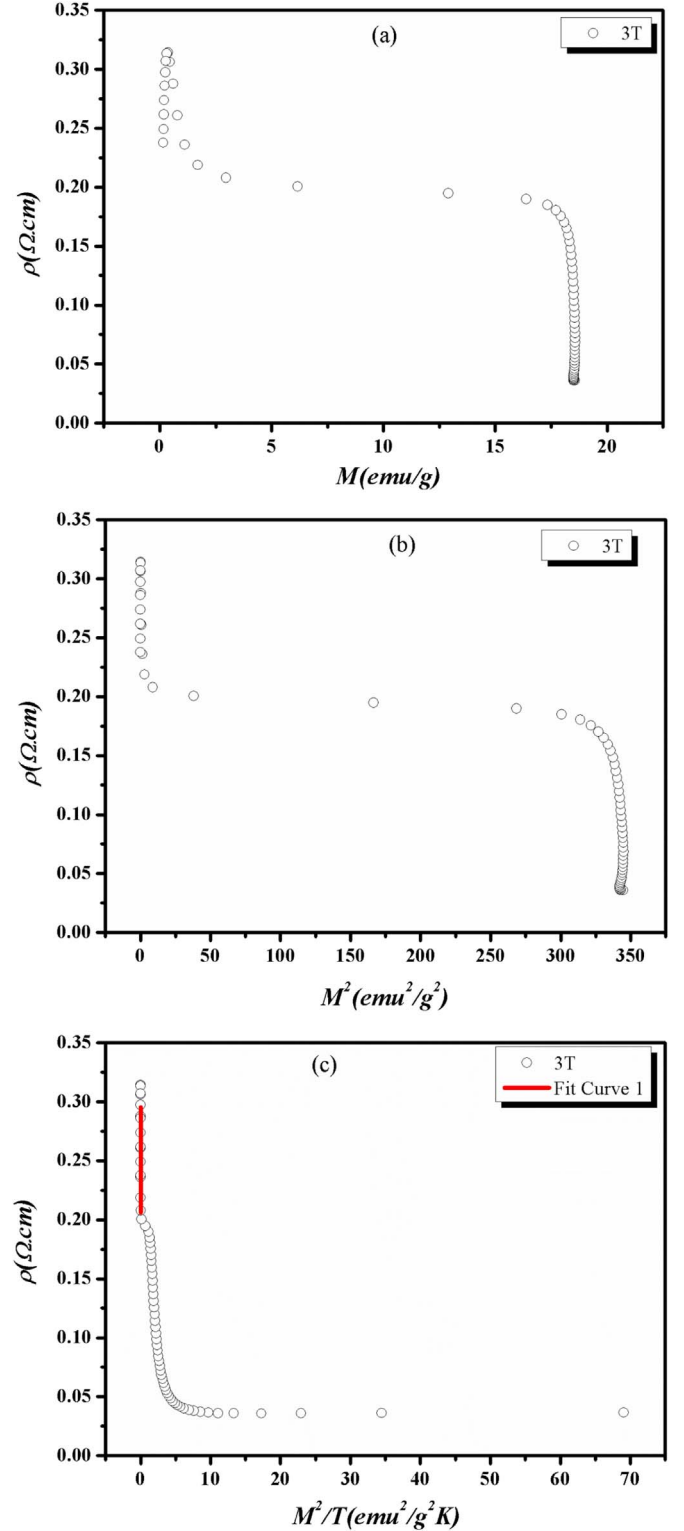 (a)
3T
0.35
0.30
0.25
0.20
0.15
0.10
0.05
0.00
ρ(Ω.cm)
0 5 10 15 20
M(emu/g)
(b)
3T
0.35
0.30
0.25
0.20
0.15
0.10
0.05
0.00
ρ(Ω.cm)
0 50 100 150 200 250 300 350
M²(emu²/g²)
(c)
3T
Fit Curve 1
0.35
0.30
0.25
0.20
0.15
0.10
0.05
0.00
ρ(Ω.cm)
0 10 20 30 40 50 60 70
M²/T(emu²/g²K)